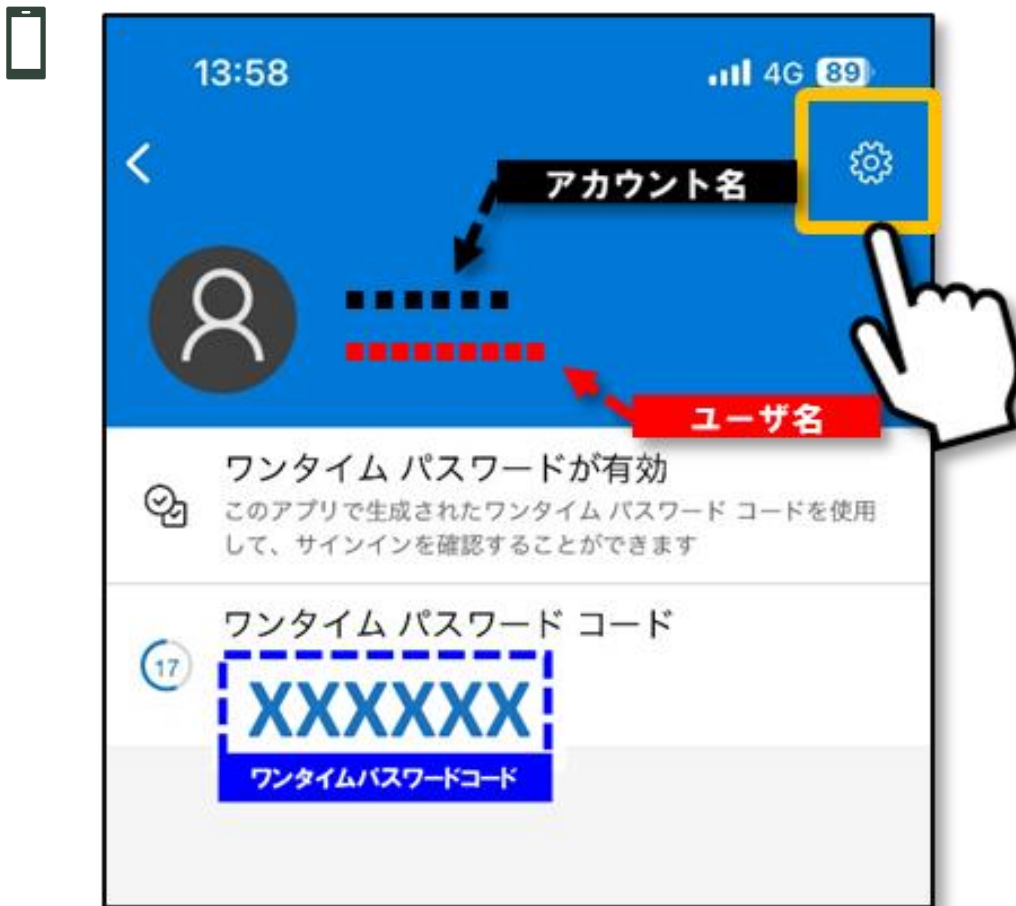 13:58
4G 89
アカウント名
ユーザ名
ワンタイム パスワードが有効
このアプリで生成されたワンタイム パスワード コードを使用
して、サインインを確認することができます
ワンタイム パスワード コード
17
XXXXXX
ワンタイムパスワードコード